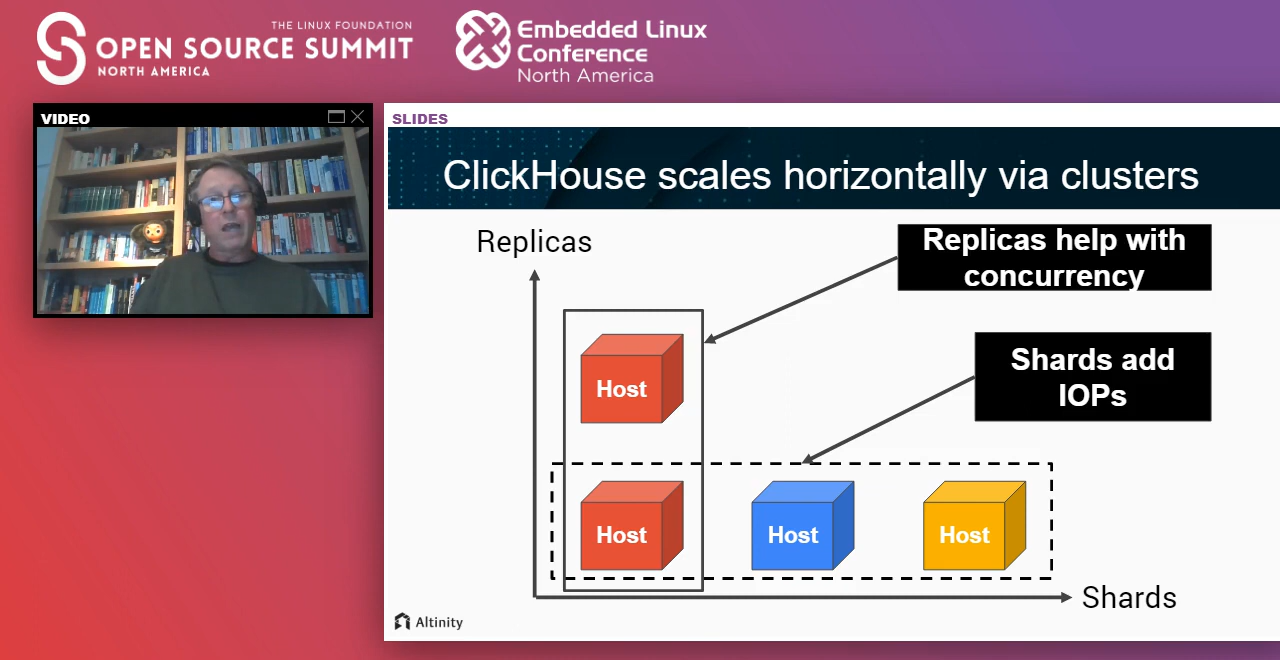 THE LINUX FOUNDATION
OPEN SOURCE SUMMIT
NORTH AMERICA
Embedded Linux
Conference
North America
VIDEO
SLIDES
ClickHouse scales horizontally via clusters
Replicas
Replicas help with
concurrency
Shards add
IOPs
Host
Host
Host
Host
Shards
Altinity